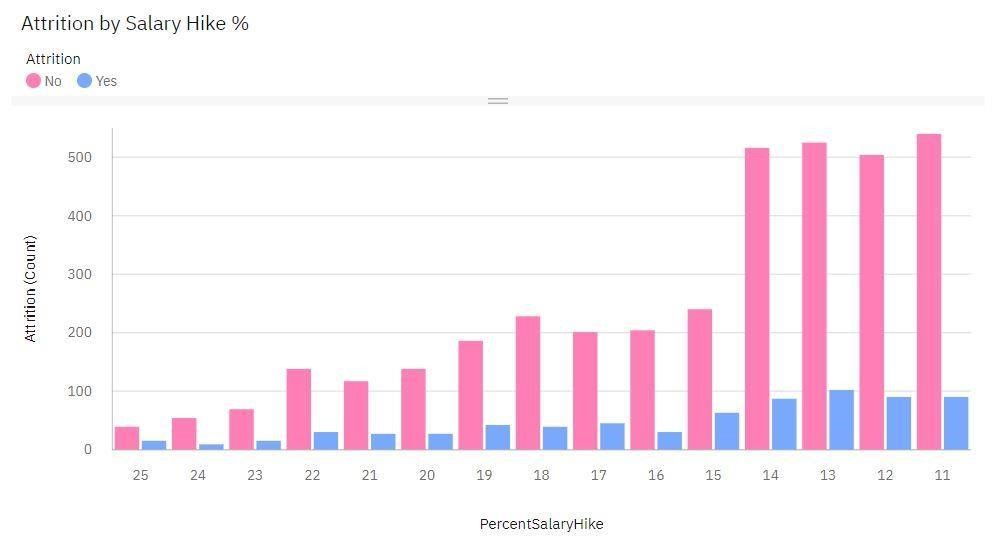 Attrition by Salary Hike %
Attrition
No Yes
500
400
300
200
100
0
Attrition (Count)
25 24 23 22 21 20 19 18 17 16 15 14 13 12 11
PercentSalaryHike